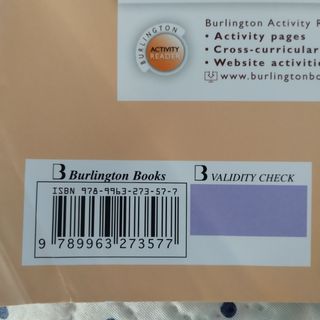 Burlington Activity R
• Activity pages
• Cross-curricular
• Website activitie
www.burlingtonbo
BURLINGTON
ACTIVITY
READER
B Burlington Books
B VALIDITY CHECK
ISBN 978-9963-273-57-7
9 789963 273577